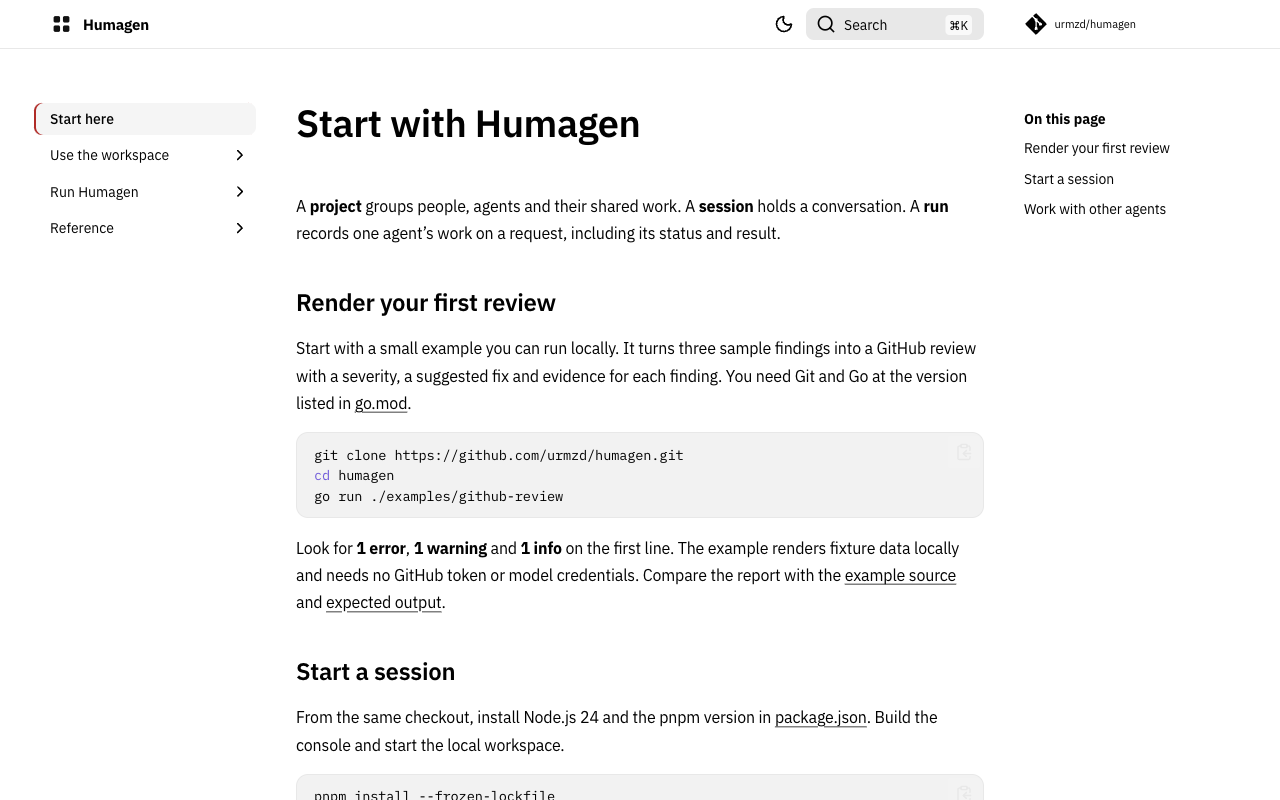 Humagen
Search
⌘K
urmzd/humagen
Start here
Use the workspace
Run Humagen
Reference
Start with Humagen
A project groups people, agents and their shared work. A session holds a conversation. A run
records one agent’s work on a request, including its status and result.
Render your first review
Start with a small example you can run locally. It turns three sample findings into a GitHub review
with a severity, a suggested fix and evidence for each finding. You need Git and Go at the version
listed in go.mod.
git clone https://github.com/urmzd/humagen.git
cd humagen
go run ./examples/github-review
Look for 1 error, 1 warning and 1 info on the first line. The example renders fixture data locally
and needs no GitHub token or model credentials. Compare the report with the example source
and expected output.
Start a session
From the same checkout, install Node.js 24 and the pnpm version in package.json. Build the
console and start the local workspace.
pnpm install --frozen-lockfile
On this page
Render your first review
Start a session
Work with other agents